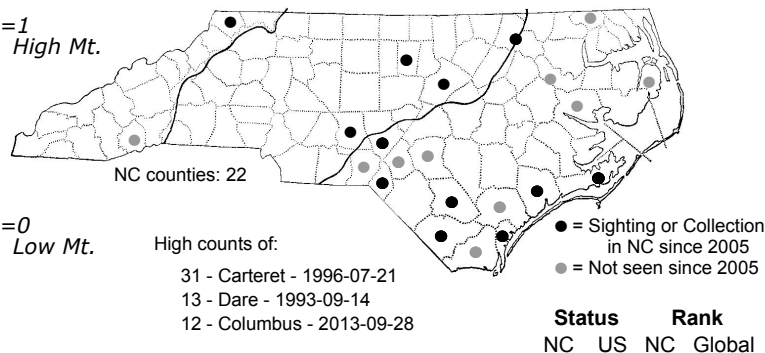 =1
High Mt.
NC counties: 22
=0
Low Mt.
High counts of:
31 - Carteret - 1996-07-21
13 - Dare - 1993-09-14
12 - Columbus - 2013-09-28
= Sighting or Collection
in NC since 2005
= Not seen since 2005
Status Rank
NC US NC Global